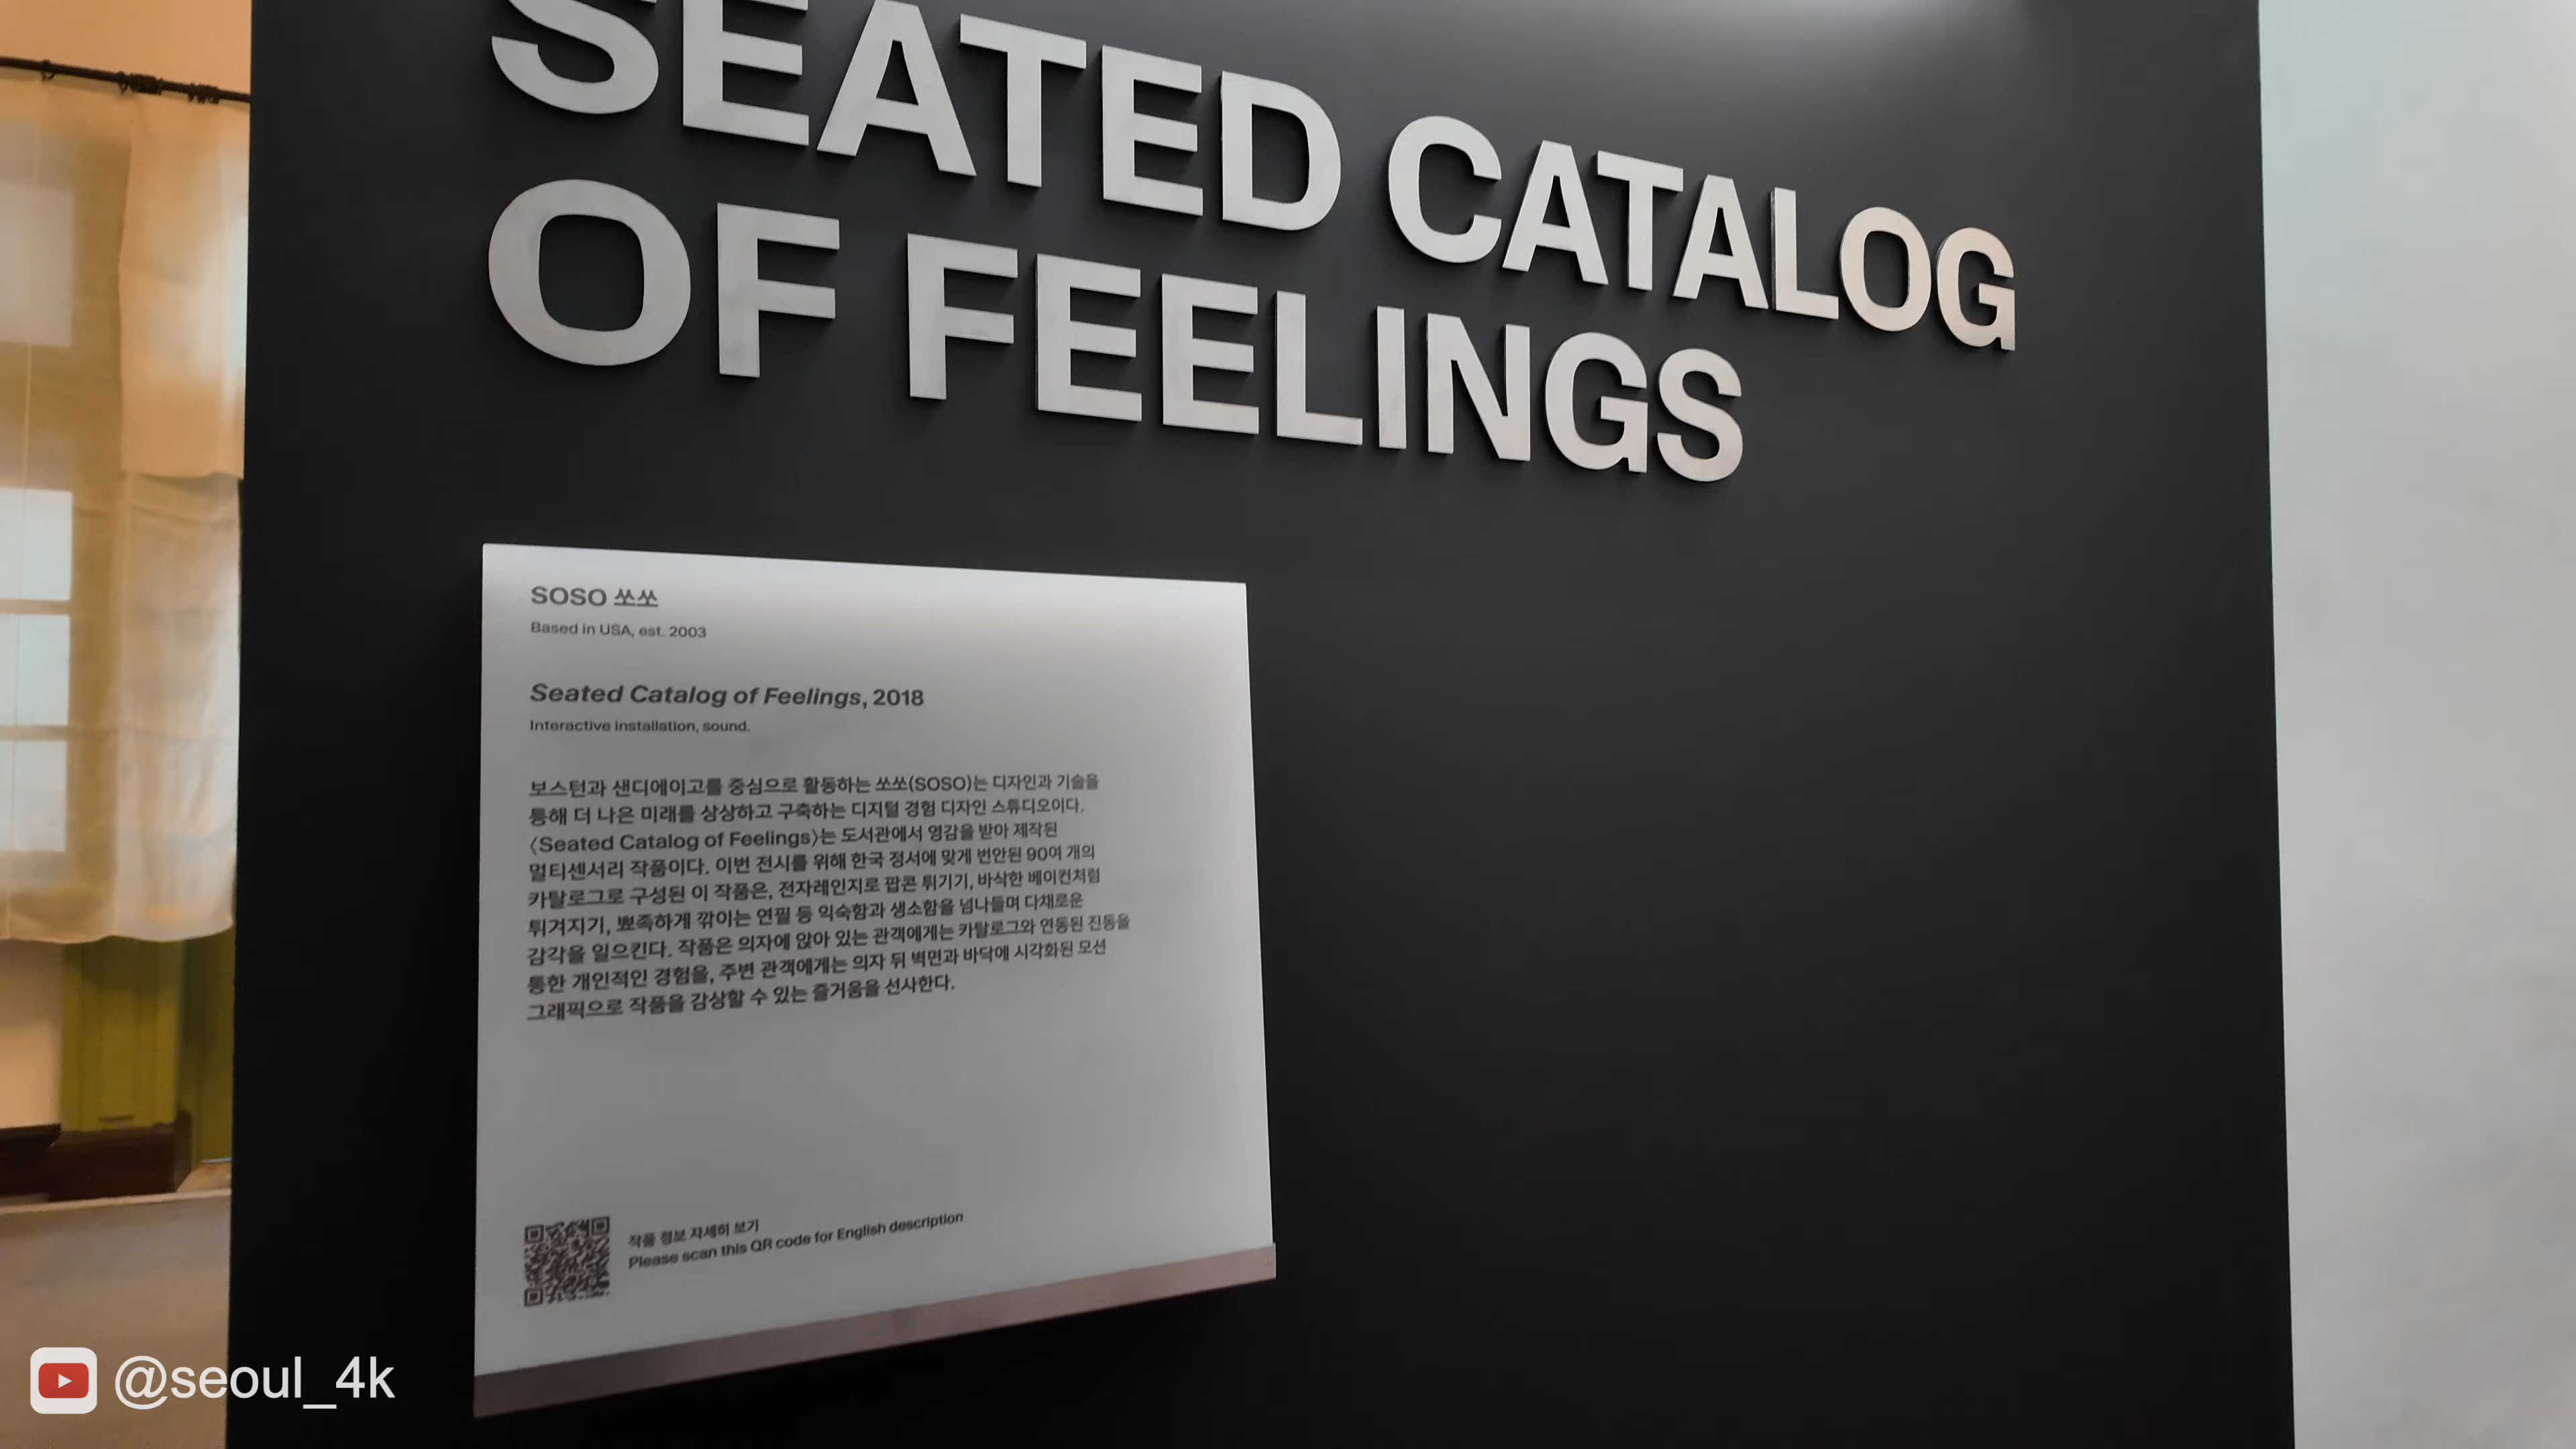 SEATED CATALOG
OF FEELINGS
SOSO 쏘쏘
Based in USA, est. 2003
Seated Catalog of Feelings, 2018
Interactive installation, sound.
보스턴과 샌디에이고를 중심으로 활동하는 쏘쏘(SOSO)는 디자인과 기술을
통해 더 나은 미래를 상상하고 구축하는 디지털 경험 디자인 스튜디오이다.
〈Seated Catalog of Feelings〉는 도서관에서 영감을 받아 제작된
멀티센서리 작품이다. 이번 전시를 위해 한국 정서에 맞게 번안된 90여 개의
카탈로그로 구성된 이 작품은, 전자레인지로 팝콘 튀기기, 바삭한 베이컨처럼
튀겨지기, 뾰족하게 깎이는 연필 등 익숙함과 생소함을 넘나들며 다채로운
감각을 일으킨다. 작품은 의자에 앉아 있는 관객에게는 카탈로그와 연동된 진동을
통한 개인적인 경험을, 주변 관객에게는 의자 뒤 벽면과 바닥에 시각화된 모션
그래픽으로 작품을 감상할 수 있는 즐거움을 선사한다.
작품 정보 자세히 보기
Please scan this QR code for English description
@seoul_4k